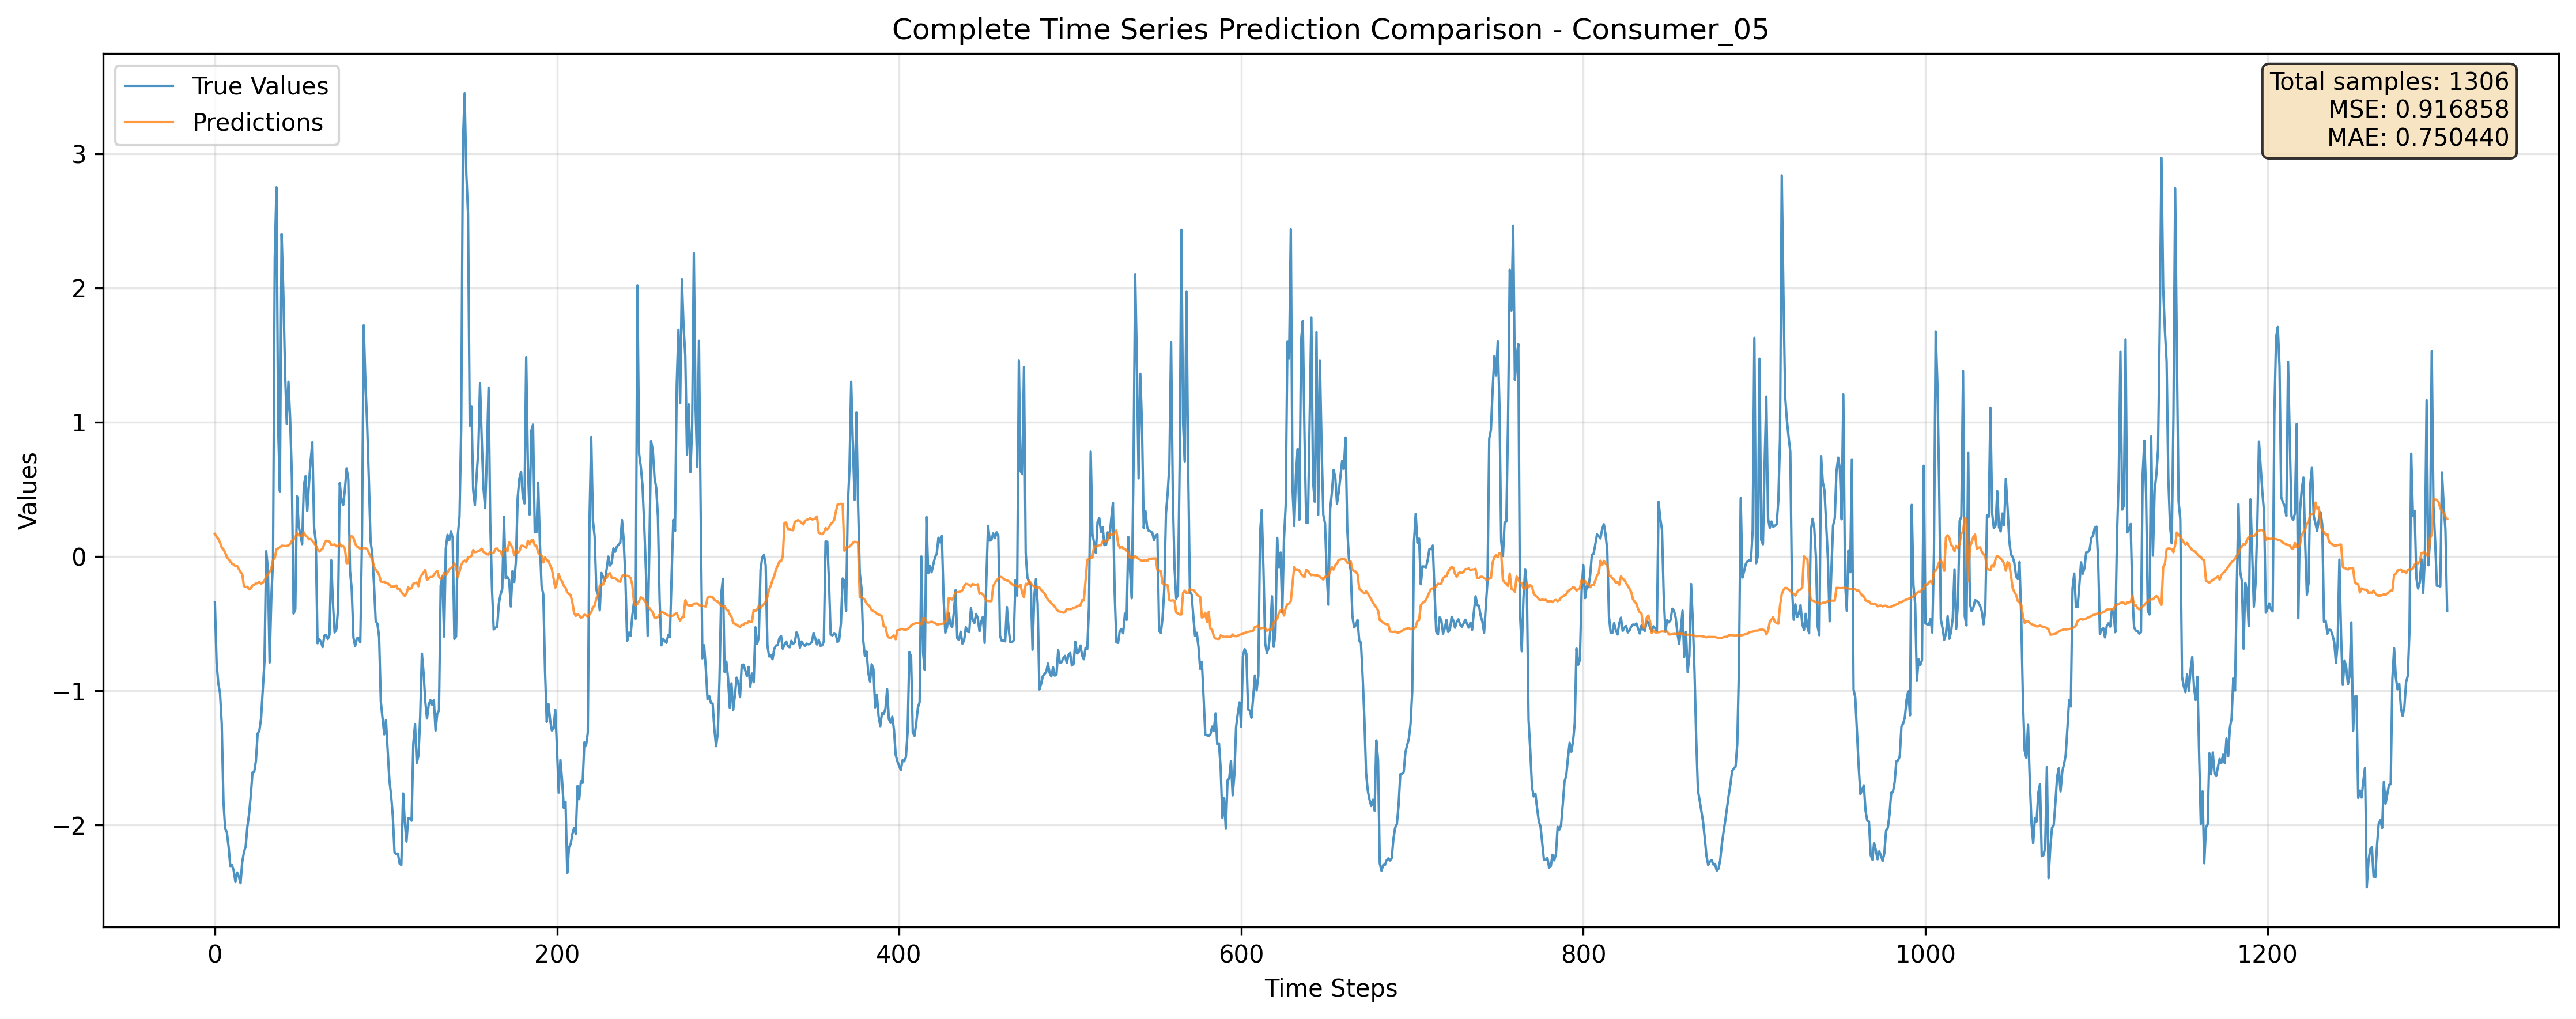 Complete Time Series Prediction Comparison - Consumer_05
True Values
Predictions
Total samples: 1306
MSE: 0.916858
MAE: 0.750440
Values
3
2
1
0
−1
−2
0
200
400
600
800
1000
1200
Time Steps